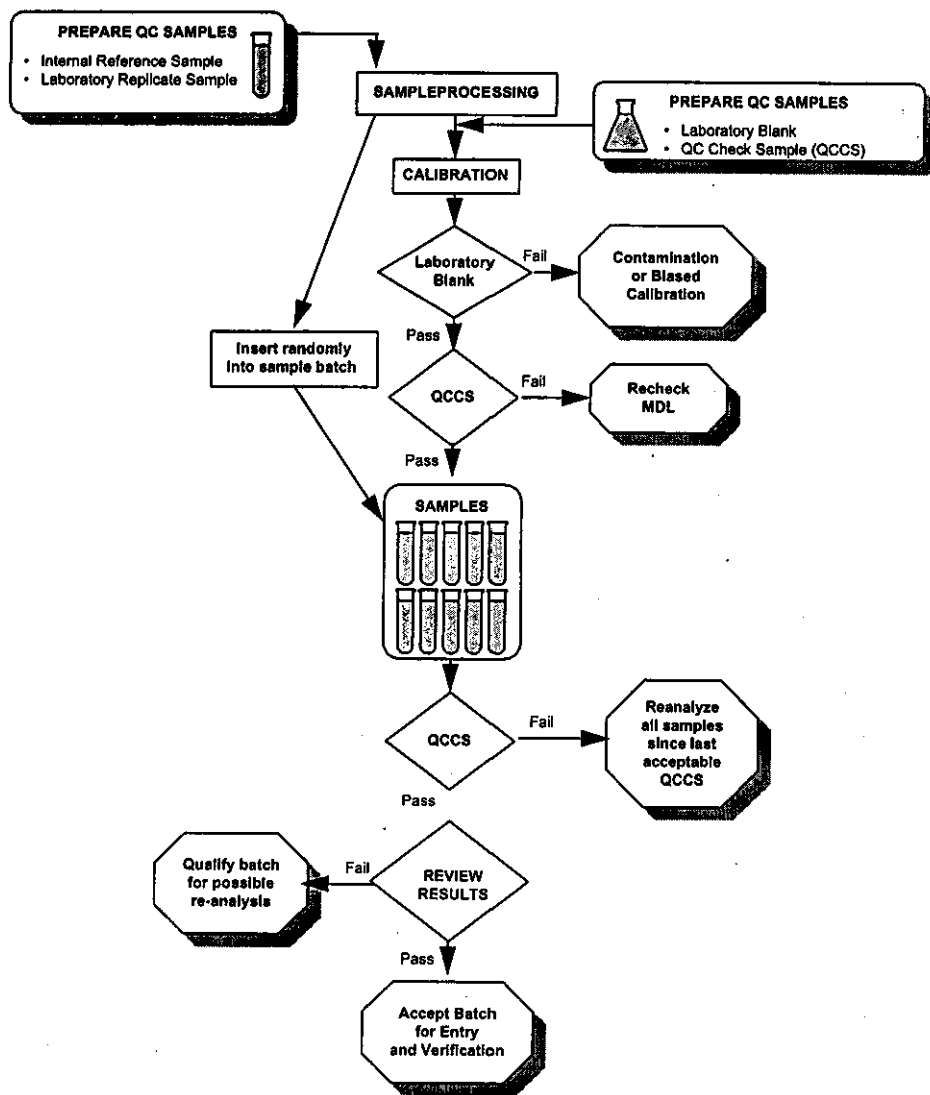 PREPARE QC SAMPLES
• Internal Reference Sample
• Laboratory Replicate Sample
SAMPLEPROCESSING
PREPARE QC SAMPLES
• Laboratory Blank
• QC Check Sample (QCCS)
CALIBRATION
Laboratory
Blank
Fail
Contamination
or Biased
Calibration
Pass
Insert randomly
into sample batch
QCCS
Fail
Recheck
MDL
Pass
SAMPLES
QCCS
Fail
Reanalyze
all samples
since last
acceptable
QCCS
Pass
Qualify batch
for possible
re-analysis
Fail
REVIEW
RESULTS
Pass
Accept Batch
for Entry
and Verification